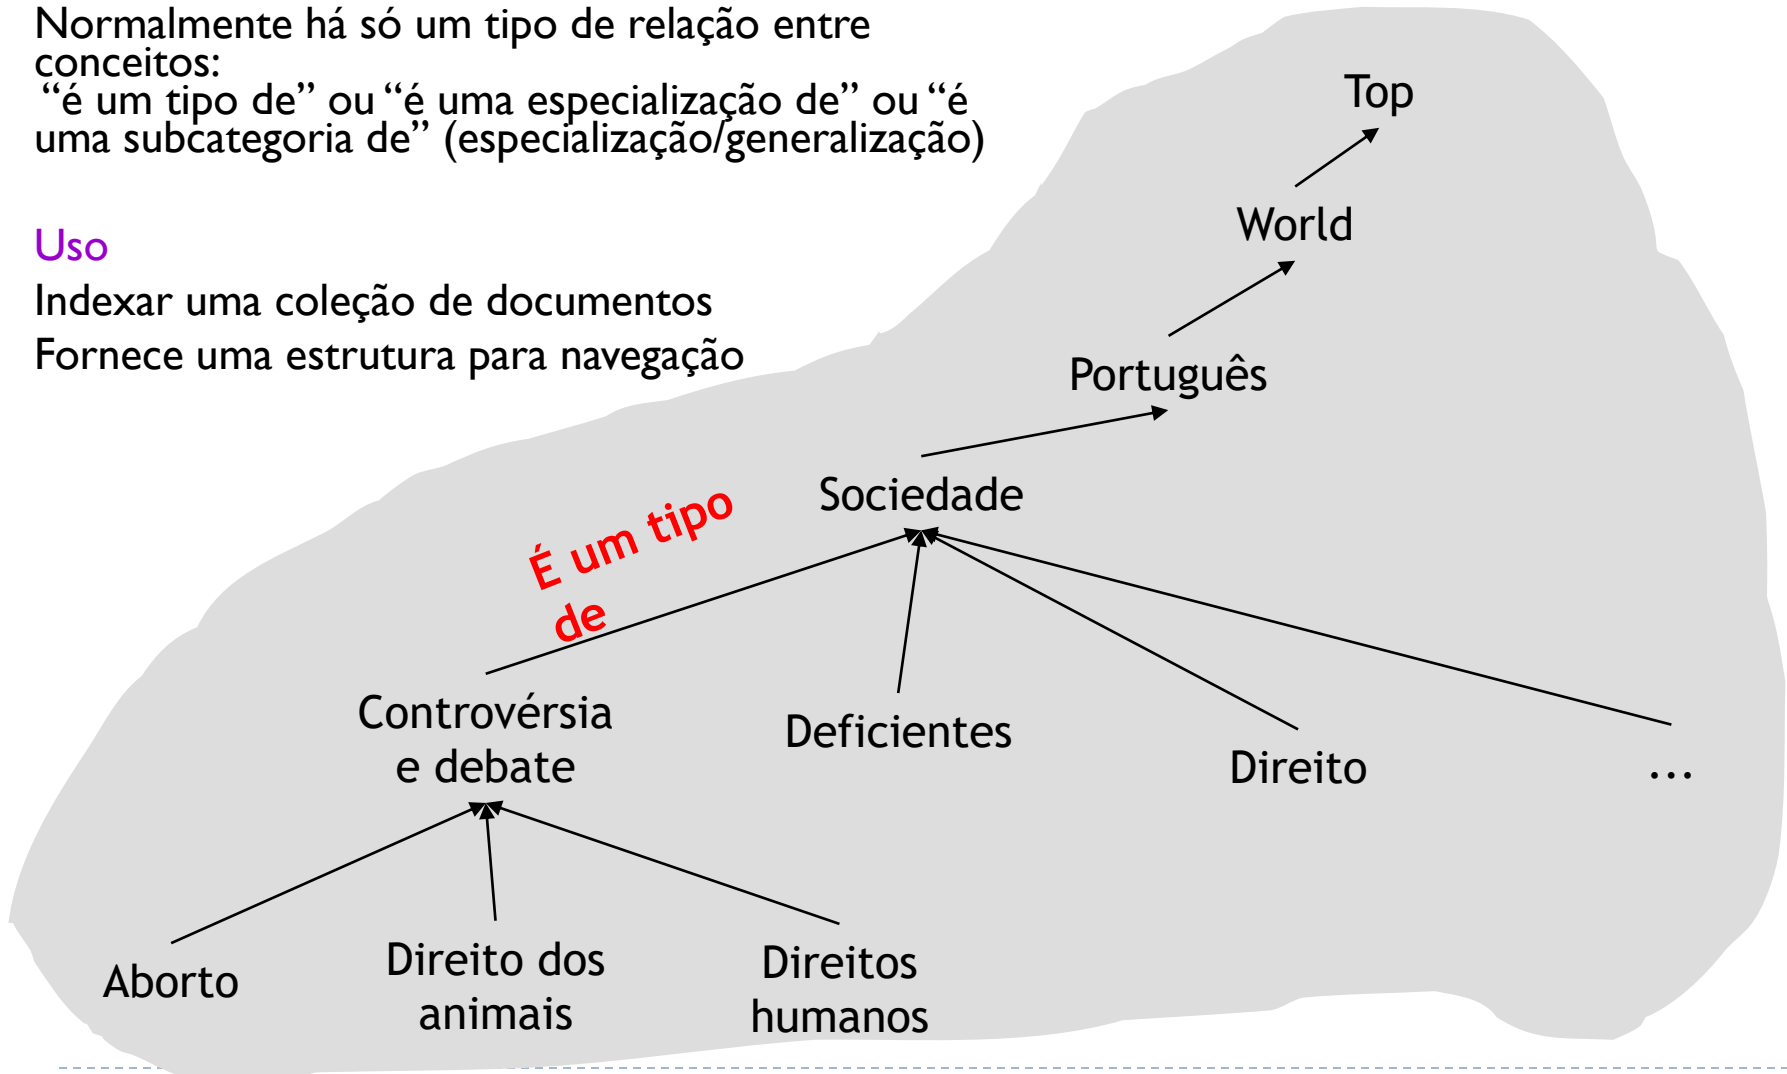 Normalmente há só um tipo de relação entre
conceitos:
“é um tipo de” ou “é uma especialização de” ou “é
uma subcategoria de” (especialização/generalização)
Uso
Indexar uma coleção de documentos
Fornece uma estrutura para navegação
Top
World
Português
Sociedade
É um tipo
de
Controvérsia
e debate
Deficientes
Direito
...
Aborto
Direito dos
animais
Direitos
humanos